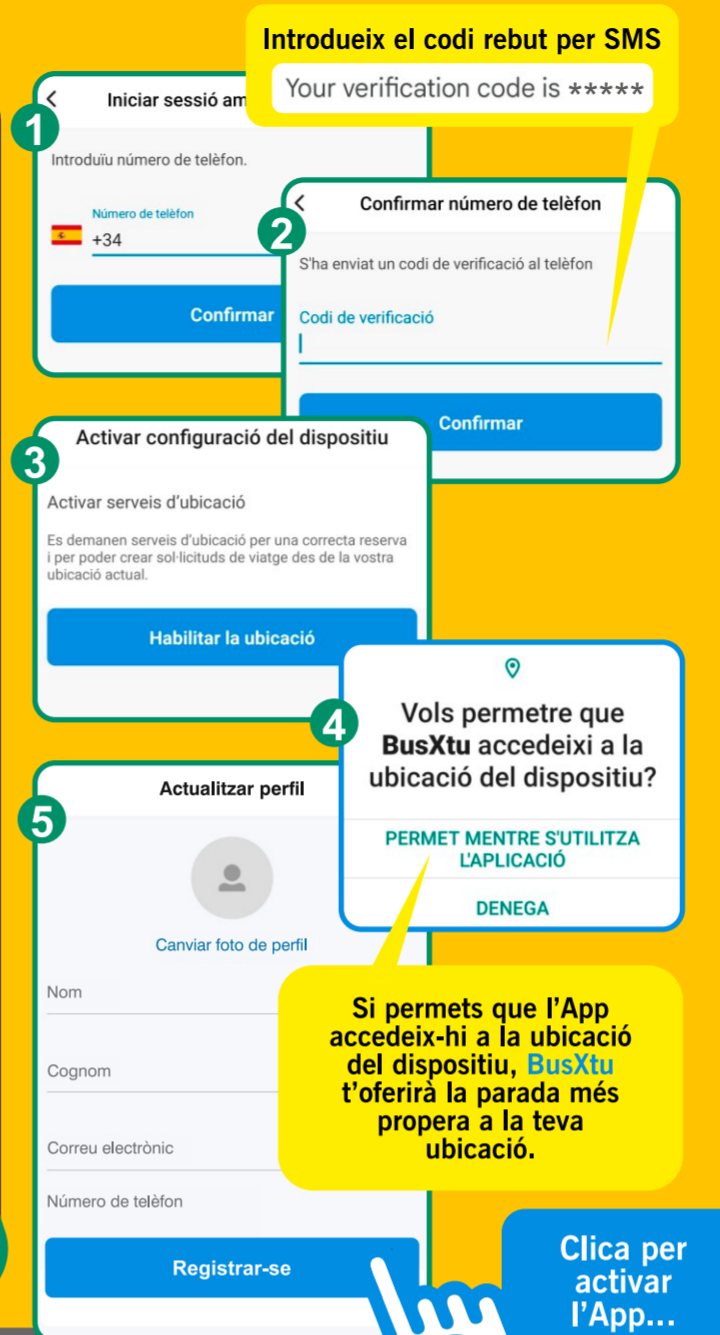 Introdueix el codi rebut per SMS
Your verification code is *****
1
Iniciar sessió am
Introduïu número de telèfon.
Número de telèfon
+34
Confirmar
2
Confirmar número de telèfon
S'ha enviat un codi de verificació al telèfon
Codi de verificació
Confirmar
3
Activar configuració del dispositiu
Activar serveis d'ubicació
Es demanen serveis d'ubicació per una correcta reserva
i per poder crear sol·licituds de viatge des de la vostra
ubicació actual.
Habilitar la ubicació
4
Vols permetre que
BusXtu accedeixi a la
ubicació del dispositiu?
PERMET MENTRE S'UTILITZA
L'APLICACIÓ
DENEGA
Si permets que l'App
accedeix-hi a la ubicació
del dispositiu, BusXtu
t'oferirà la parada més
propera a la teva
ubicació.
5
Actualitzar perfil
Canviar foto de perfil
Nom
Cognom
Correu electrònic
Número de telèfon
Registrar-se
Clica per
activar
l'App...